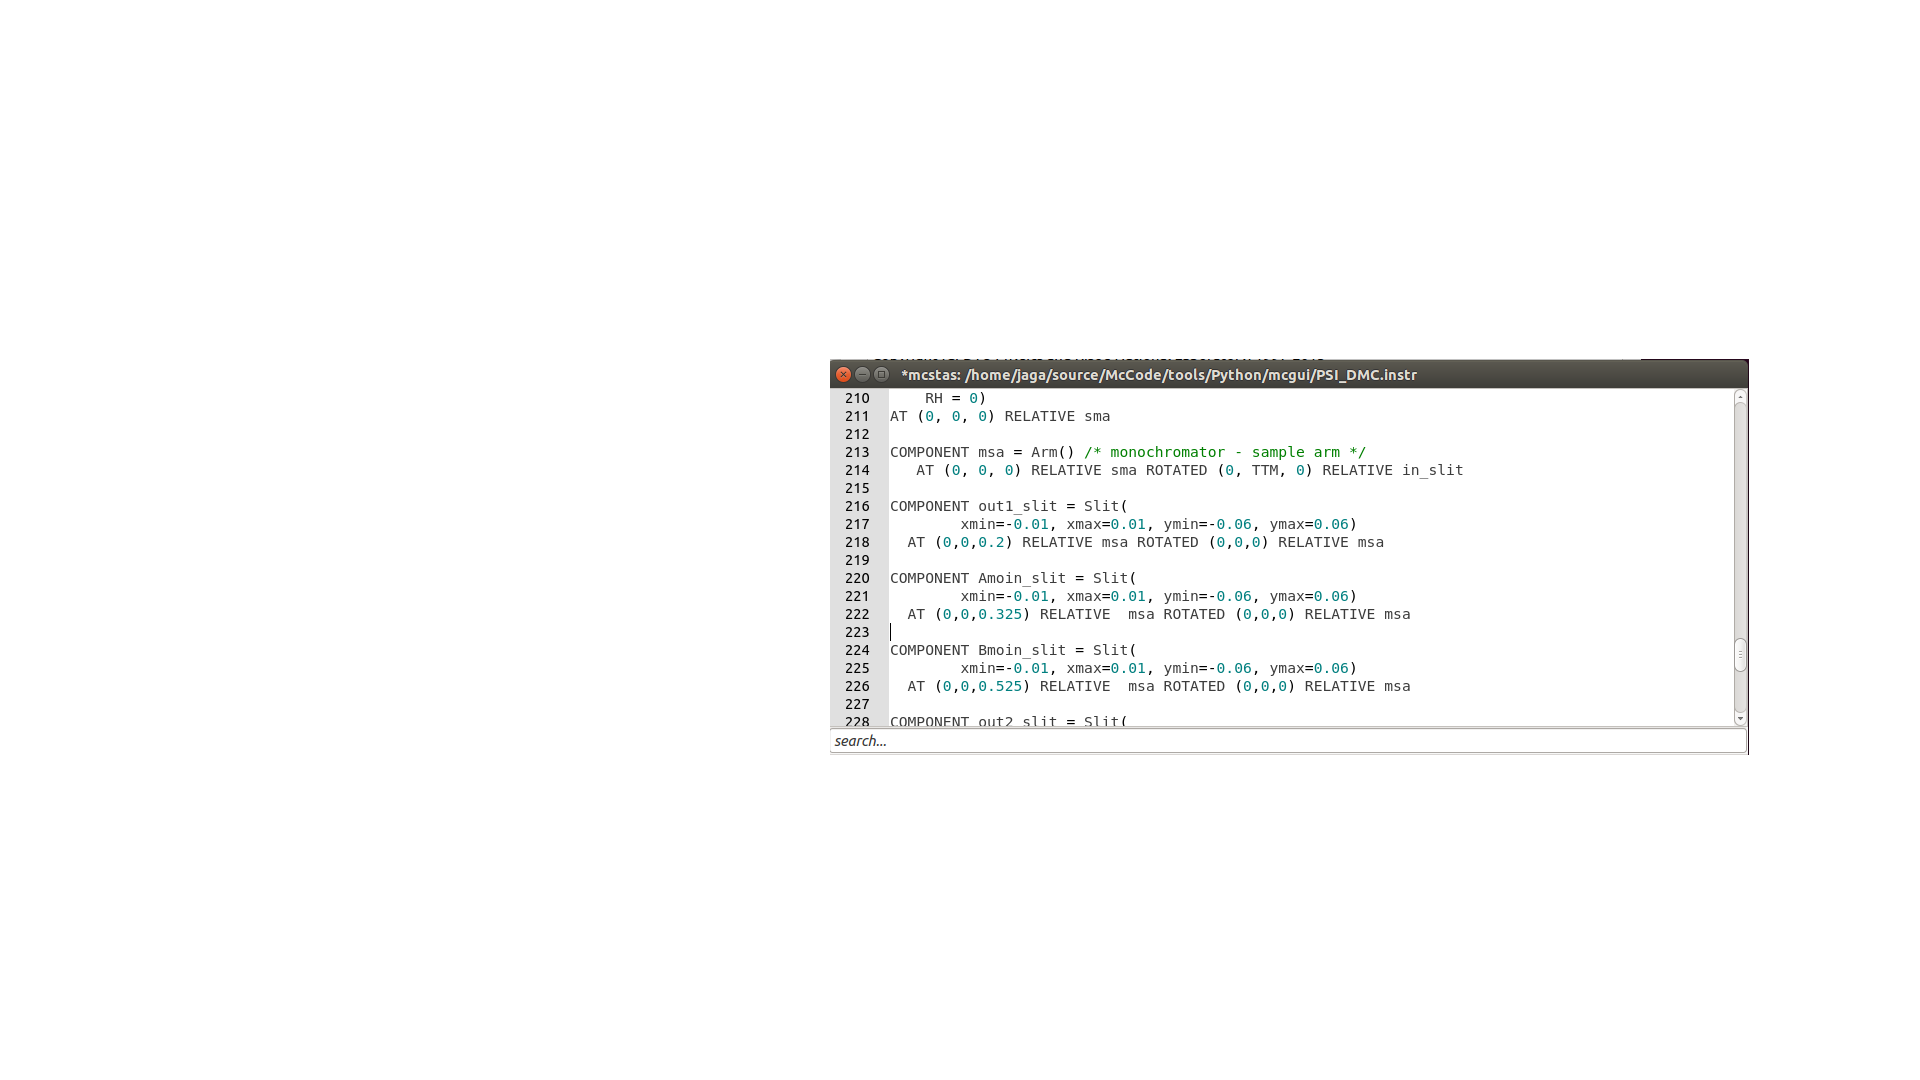 *mcstas: /home/jaga/source/McCode/tools/Python/mcgui/PSI_DMC.instr
210 RH = 0)
211 AT (0, 0, 0) RELATIVE sma
212
213 COMPONENT msa = Arm() /* monochromator - sample arm */
214 AT (0, 0, 0) RELATIVE sma ROTATED (0, TTM, 0) RELATIVE in_slit
215
216 COMPONENT out1_slit = Slit(
217 xmin=-0.01, xmax=0.01, ymin=-0.06, ymax=0.06)
218 AT (0,0,0.2) RELATIVE msa ROTATED (0,0,0) RELATIVE msa
219
220 COMPONENT Amoin_slit = Slit(
221 xmin=-0.01, xmax=0.01, ymin=-0.06, ymax=0.06)
222 AT (0,0,0.325) RELATIVE  msa ROTATED (0,0,0) RELATIVE msa
223
224 COMPONENT Bmoin_slit = Slit(
225 xmin=-0.01, xmax=0.01, ymin=-0.06, ymax=0.06)
226 AT (0,0,0.525) RELATIVE  msa ROTATED (0,0,0) RELATIVE msa
227
228 COMPONENT out2_slit = Slit(
search...